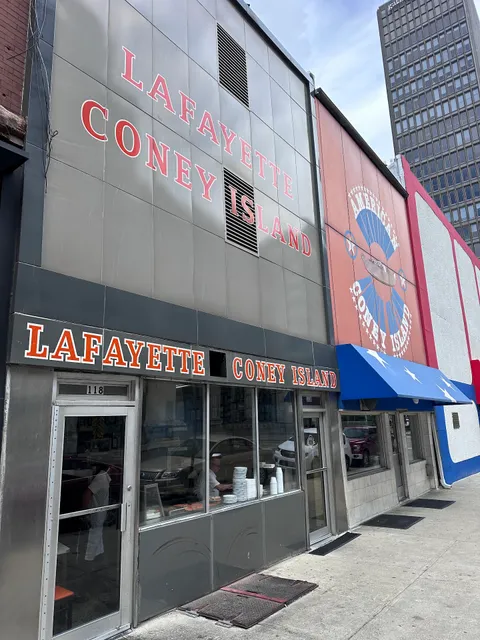 LAFAYETTE
CONEY ISLAND
LAFAYETTE CONEY ISLAND
118
AMERICAN
CONEY ISLAND